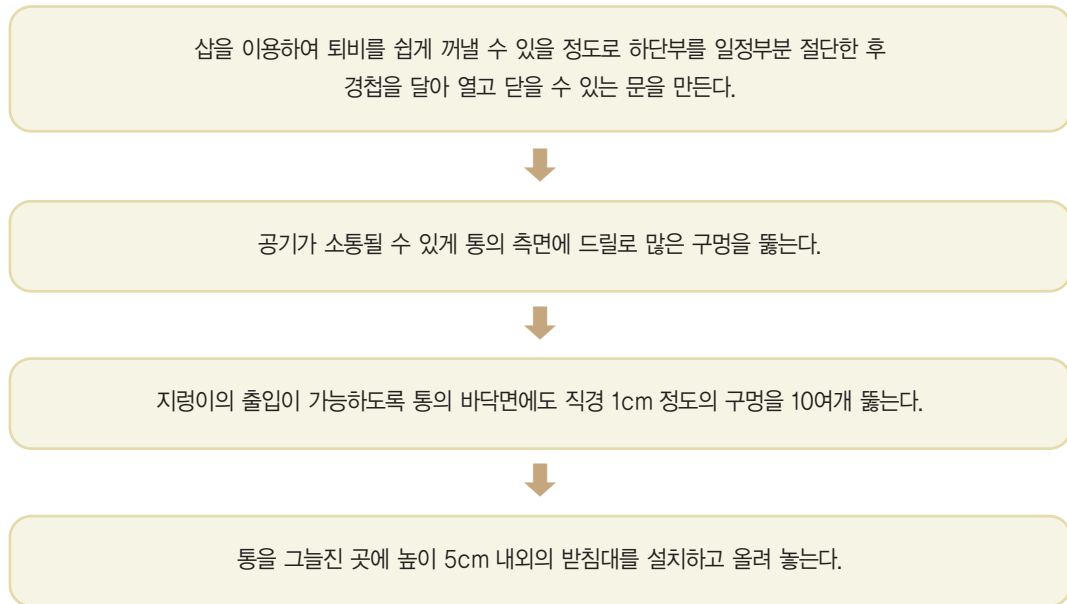 삽을 이용하여 퇴비를 쉽게 꺼낼 수 있을 정도로 하단부를 일정부분 절단한 후
경첩을 달아 열고 닫을 수 있는 문을 만든다.
공기가 소통될 수 있게 통의 측면에 드릴로 많은 구멍을 뚫는다.
지렁이의 출입이 가능하도록 통의 바닥면에도 직경 1cm 정도의 구멍을 10여개 뚫는다.
통을 그늘진 곳에 높이 5cm 내외의 받침대를 설치하고 올려 놓는다.